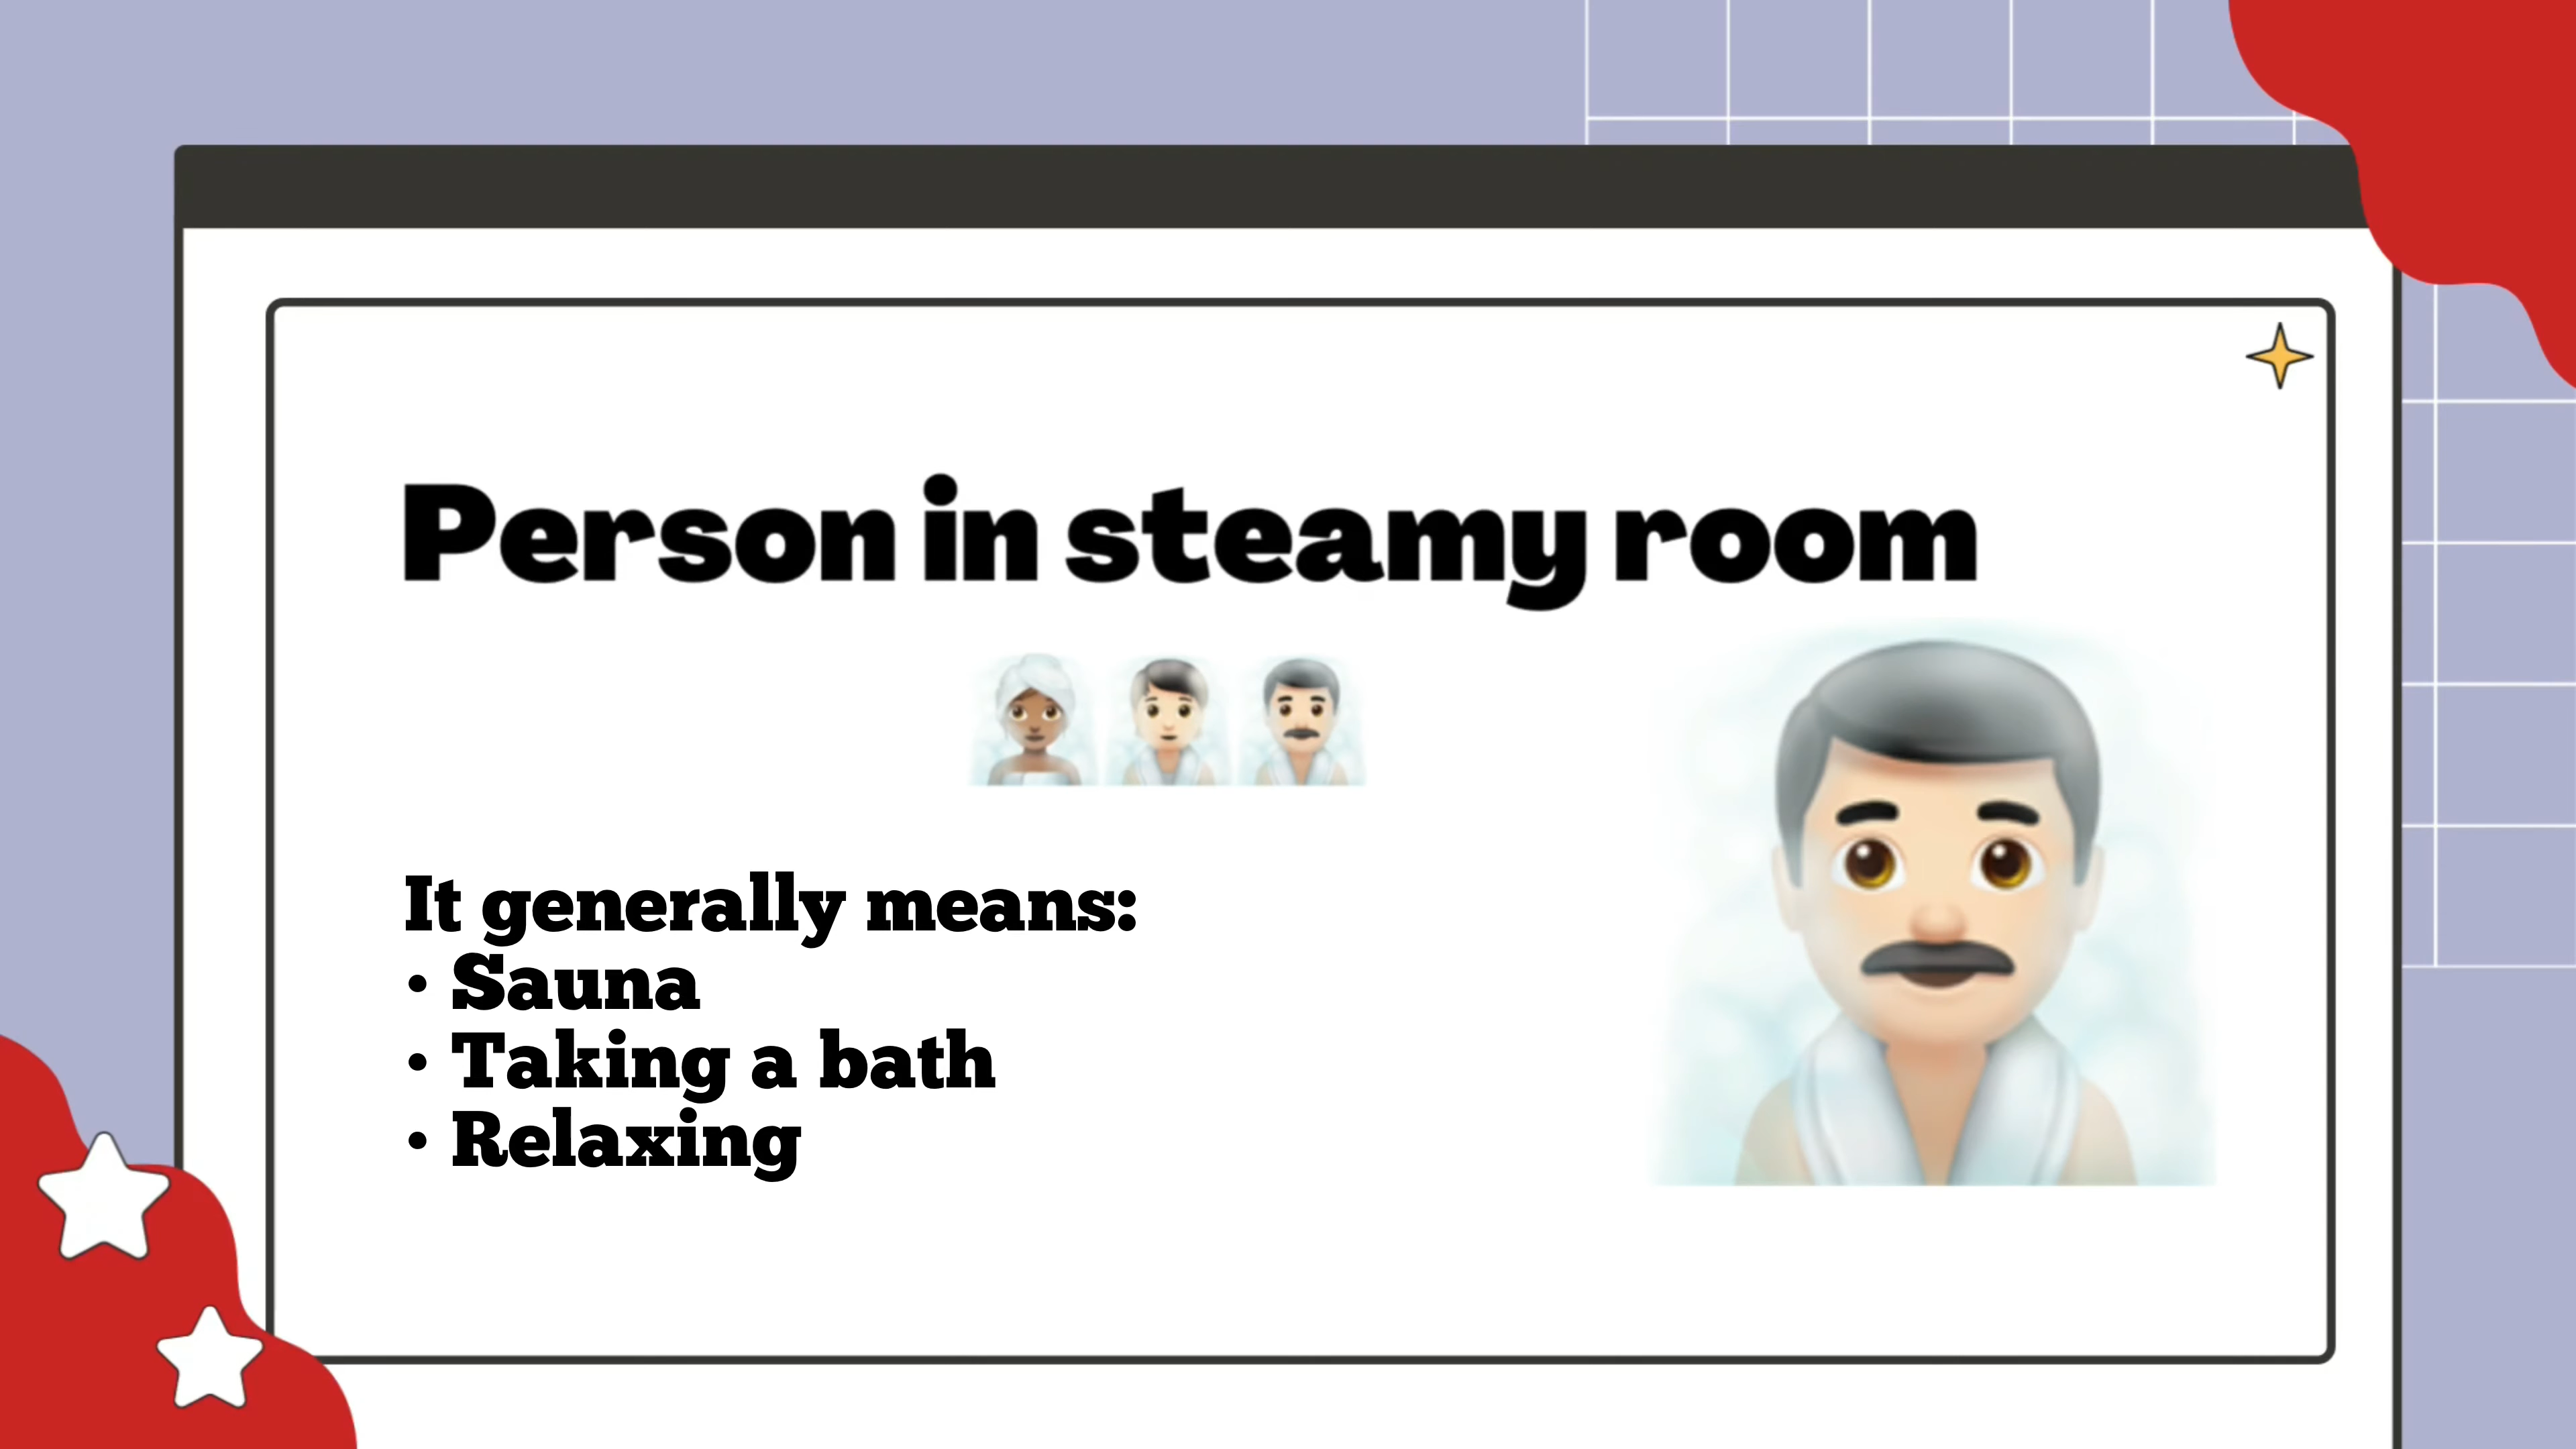 Person in steamy room
It generally means:
• Sauna
• Taking a bath
• Relaxing